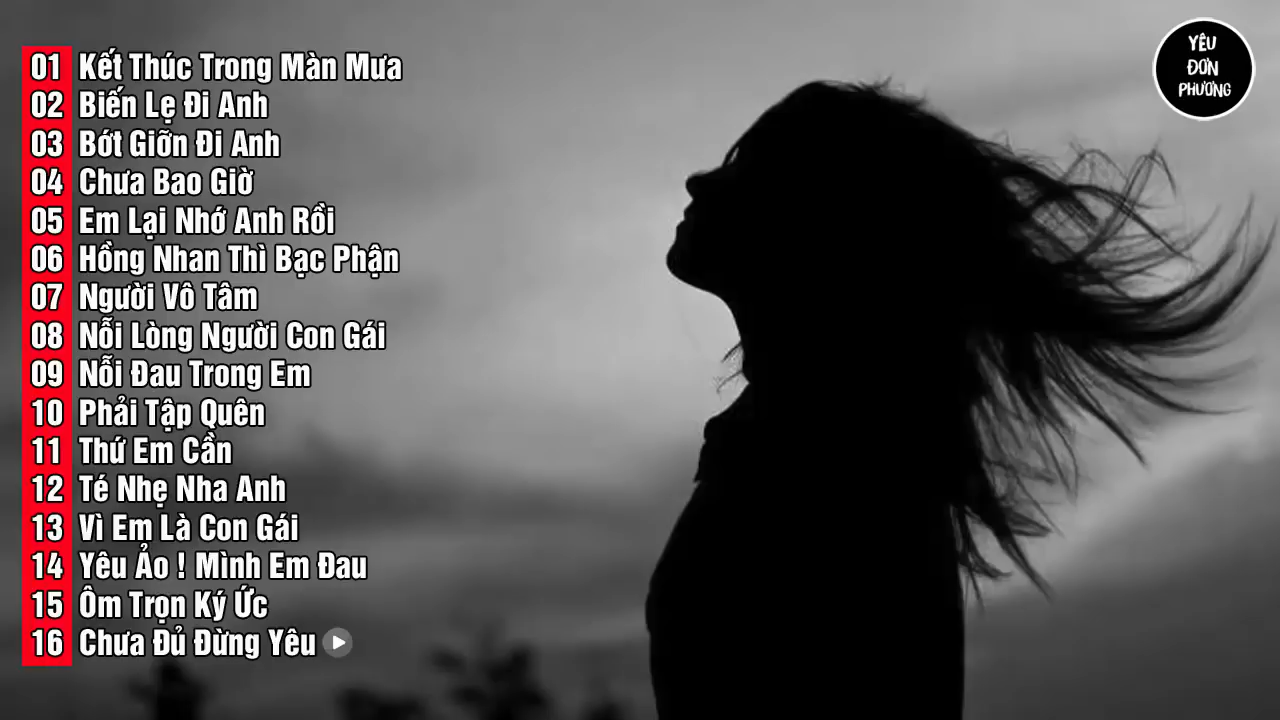 01 Kết Thúc Trong Màn Mưa
02 Biến Lẹ Đi Anh
03 Bớt Giỡn Đi Anh
04 Chưa Bao Giờ
05 Em Lại Nhớ Anh Rồi
06 Hồng Nhan Thì Bạc Phận
07 Người Vô Tâm
08 Nỗi Lòng Người Con Gái
09 Nỗi Đau Trong Em
10 Phải Tập Quên
11 Thứ Em Cần
12 Té Nhẹ Nha Anh
13 Vì Em Là Con Gái
14 Yêu Ảo ! Mình Em Đau
15 Ôm Trọn Ký Ức
16 Chưa Đủ Đừng Yêu
YÊU
ĐƠN
PHƯƠNG